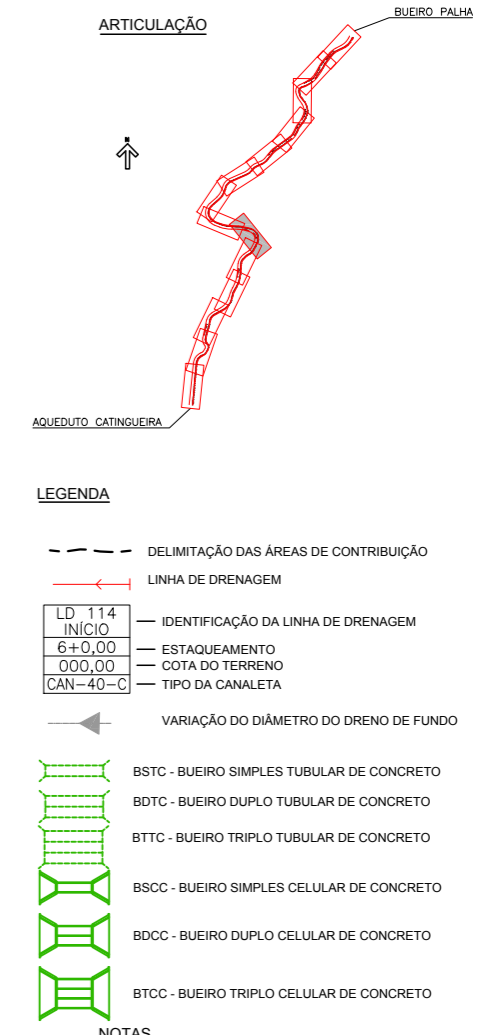 ARTICULAÇÃO
BUEIRO PALHA
N
AQUEDUTO CATINGUEIRA
LEGENDA
DELIMITAÇÃO DAS ÁREAS DE CONTRIBUIÇÃO
LINHA DE DRENAGEM
LD 114
INÍCIO
IDENTIFICAÇÃO DA LINHA DE DRENAGEM
6+0,00
ESTAQUEAMENTO
000,00
COTA DO TERRENO
CAN-40-C
TIPO DA CANALETA
VARIAÇÃO DO DIÂMETRO DO DRENO DE FUNDO
BSTC - BUEIRO SIMPLES TUBULAR DE CONCRETO
BDTC - BUEIRO DUPLO TUBULAR DE CONCRETO
BTTC - BUEIRO TRIPLO TUBULAR DE CONCRETO
BSCC - BUEIRO SIMPLES CELULAR DE CONCRETO
BDCC - BUEIRO DUPLO CELULAR DE CONCRETO
BTCC - BUEIRO TRIPLO CELULAR DE CONCRETO
NOTAS